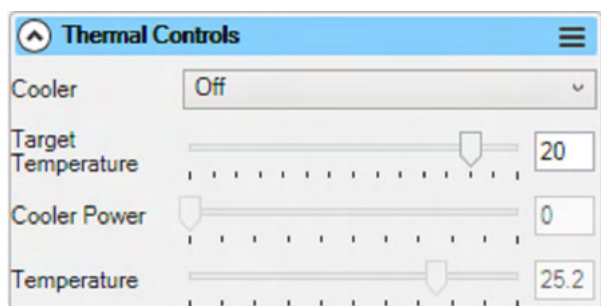 Thermal Controls
Cooler Off
Target
Temperature 20
Cooler Power 0
Temperature 25.2